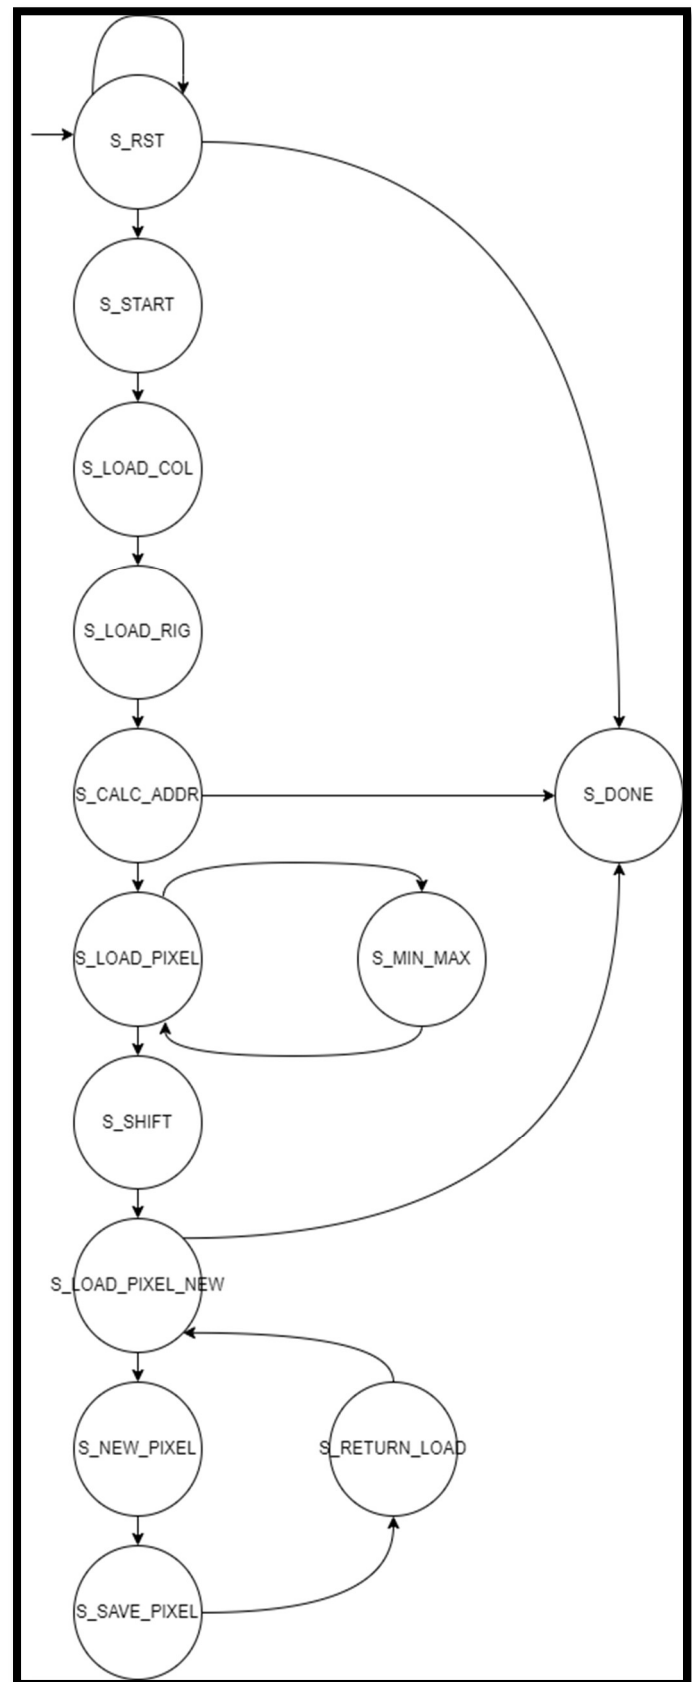 S_RST
S_START
S_LOAD_COL
S_LOAD_RIG
S_CALC_ADDR
S_DONE
S_LOAD_PIXEL
S_MIN_MAX
S_SHIFT
S_LOAD_PIXEL_NEW
S_NEW_PIXEL
S_RETURN_LOAD
S_SAVE_PIXEL